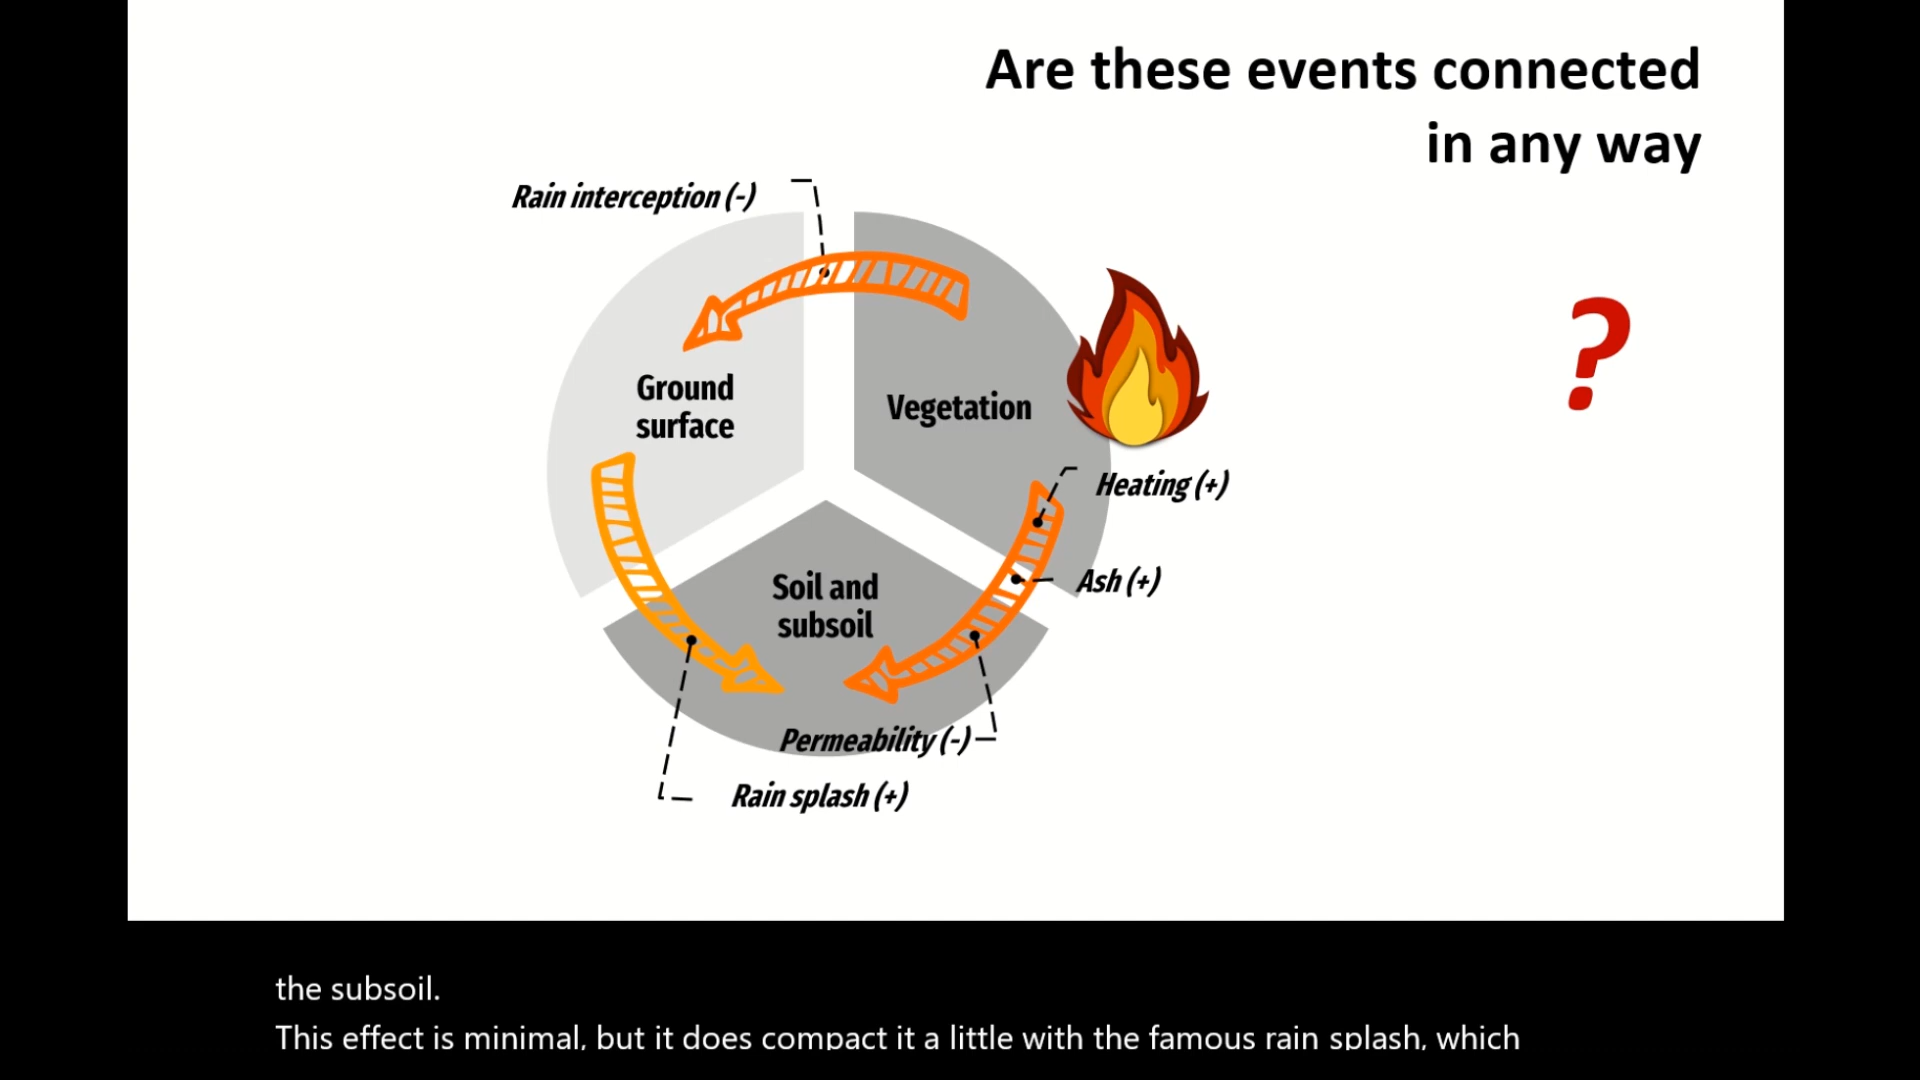 Are these events connected
in any way
Rain interception (-)
?
Ground
surface
Vegetation
Heating (+)
Ash (+)
Soil and
subsoil
Permeability (-)
Rain splash (+)
the subsoil.
This effect is minimal, but it does compact it a little with the famous rain splash, which